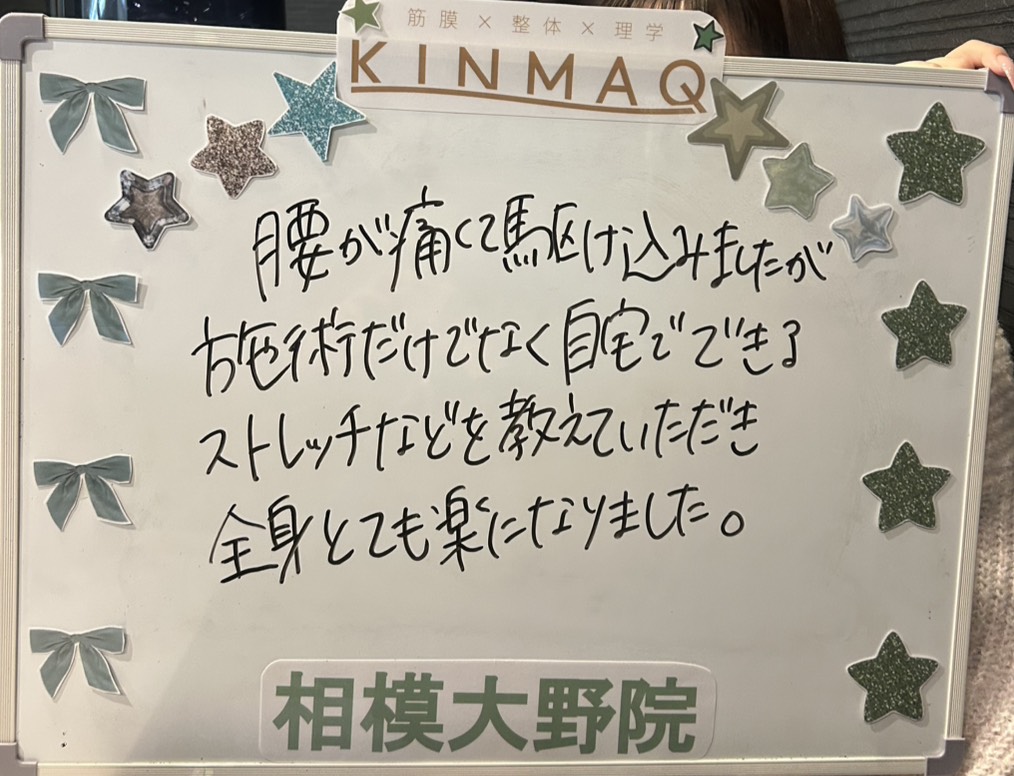 筋膜×整体×理学
KINMAQ
腰が痛くて駆け込みましたが
施術だけでなく自宅でできる
ストレッチなどを教えていただき
全身とても楽になりました。
相模大野院